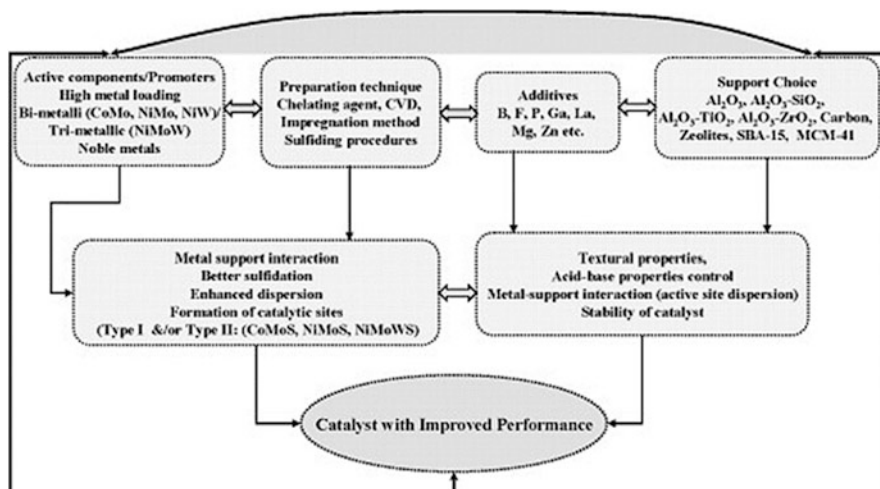 Active components/Promoters
High metal loading
Bi-metalli (CoMo, NiMo, NiW)/
Tri-metallic (NiMoW)
Noble metals
Preparation technique
Chelating agent, CVD,
Impregnation method
Sulfiding procedures
Additives
B, F, P, Ga, La,
Mg, Zn etc.
Support Choice
Al₂O₃, Al₂O₃-SiO₂,
Al₂O₃-TiO₂, Al₂O₃-ZrO₂, Carbon,
Zeolites, SBA-15, MCM-41
Metal support interaction
Better sulfidation
Enhanced dispersion
Formation of catalytic sites
(Type I &/or Type II: (CoMoS, NiMoS, NiMoWS)
Textural properties,
Acid-base properties control
Metal-support interaction (active site dispersion)
Stability of catalyst
Catalyst with Improved Performance